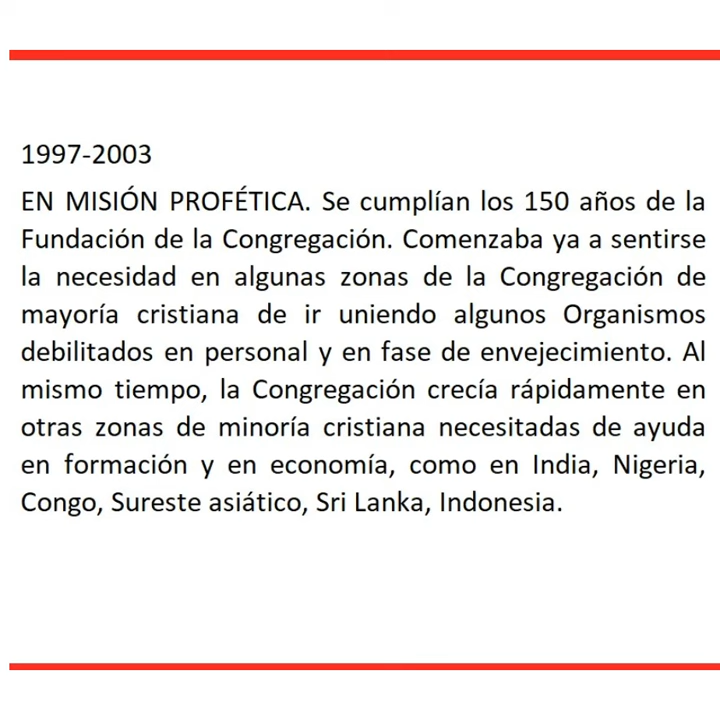 1997-2003
EN MISIÓN PROFÉTICA. Se cumplían los 150 años de la
Fundación de la Congregación. Comenzaba ya a sentirse
la necesidad en algunas zonas de la Congregación de
mayoría cristiana de ir uniendo algunos Organismos
debilitados en personal y en fase de envejecimiento. Al
mismo tiempo, la Congregación crecía rápidamente en
otras zonas de minoría cristiana necesitadas de ayuda
en formación y en economía, como en India, Nigeria,
Congo, Sureste asiático, Sri Lanka, Indonesia.